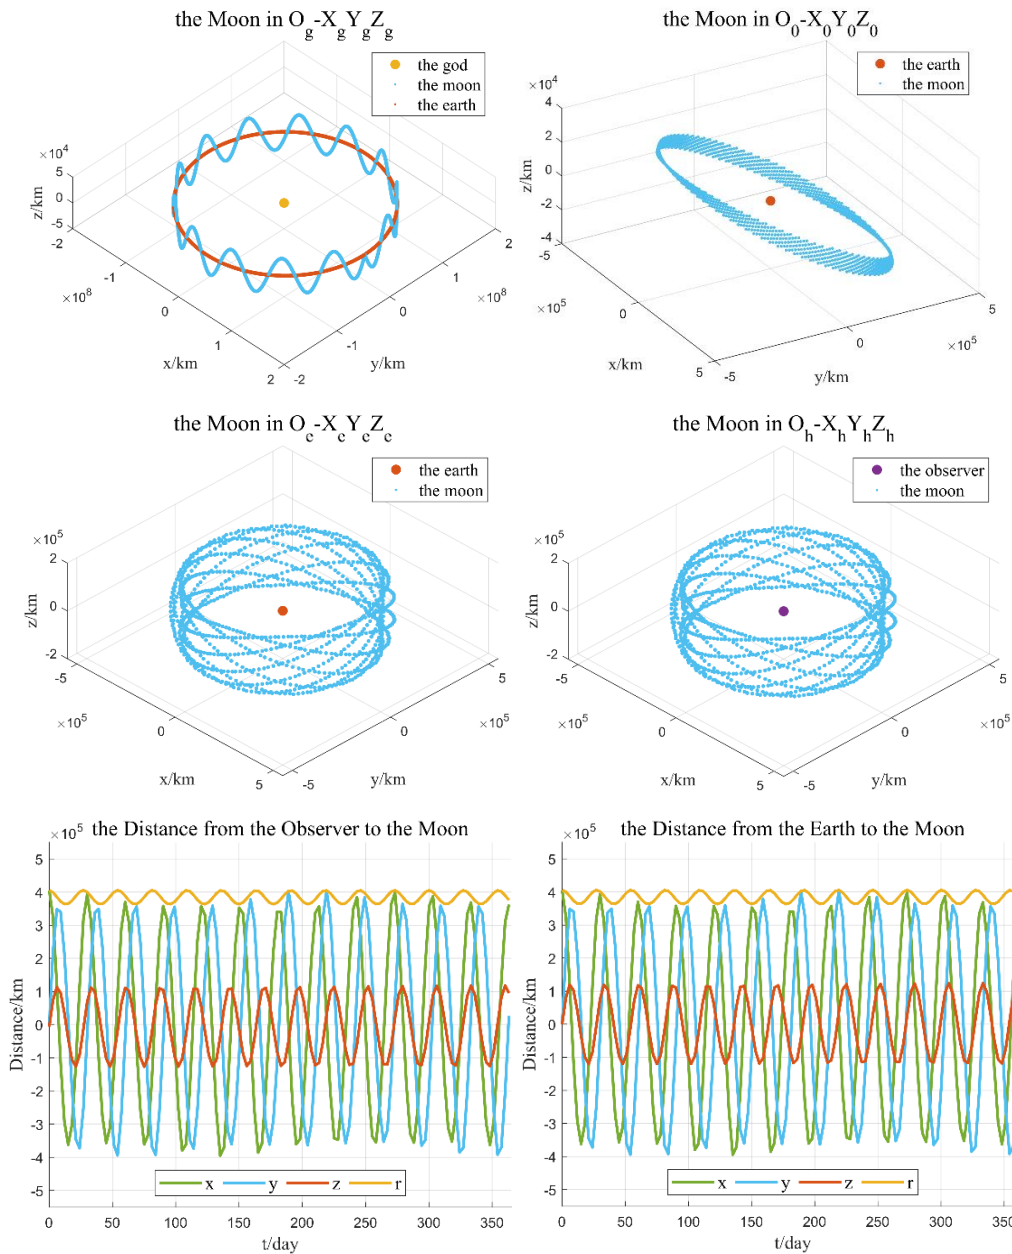 the Moon in O_g-X_gY_gZ_g
the god
the moon
the earth
×10^4
5
0
-5
z/km
-2
-1
0
1
2
×10^8
x/km
-2
-1
0
1
2
×10^8
y/km
the Moon in O_0-X_0Y_0Z_0
the earth
the moon
×10^4
4
2
0
-2
-4
z/km
-5
0
5
×10^5
x/km
-5
0
5
×10^5
y/km
the Moon in O_e-X_eY_eZ_e
the earth
the moon
×10^5
2
0
-2
z/km
-5
0
5
×10^5
x/km
-5
0
5
×10^5
y/km
the Moon in O_h-X_hY_hZ_h
the observer
the moon
×10^5
2
0
-2
z/km
-5
0
5
×10^5
x/km
-5
0
5
×10^5
y/km
the Distance from the Observer to the Moon
×10^5
5
4
3
2
1
0
-1
-2
-3
-4
-5
Distance/km
x y z r
0 50 100 150 200 250 300 350
t/day
the Distance from the Earth to the Moon
×10^5
5
4
3
2
1
0
-1
-2
-3
-4
-5
Distance/km
x y z r
0 50 100 150 200 250 300 350
t/day